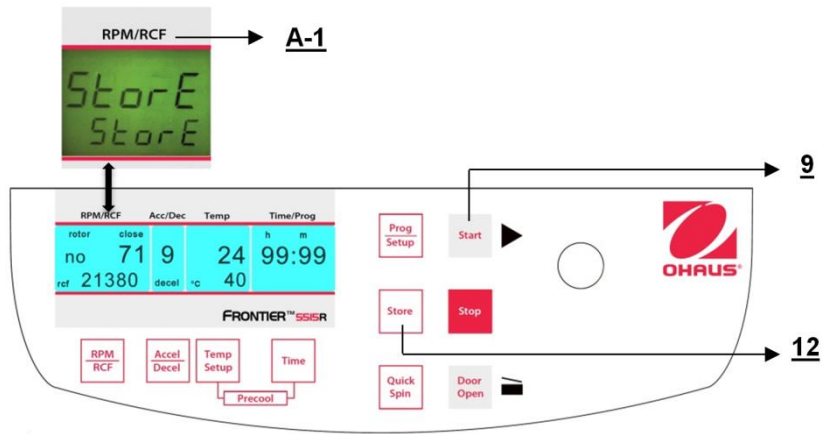 RPM/RCF
A-1
StorE
StorE
9
RPM/RCF Acc/Dec Temp Time/Prog
rotor close h m
no 71 9 24 99:99
rcf 21380 decel °C 40
FRONTIER™ 5515R
Prog Setup
Start
OHAUS®
Store
Stop
12
RPM RCF
Accel Decel
Temp Setup
Time
Precool
Quick Spin
Door Open